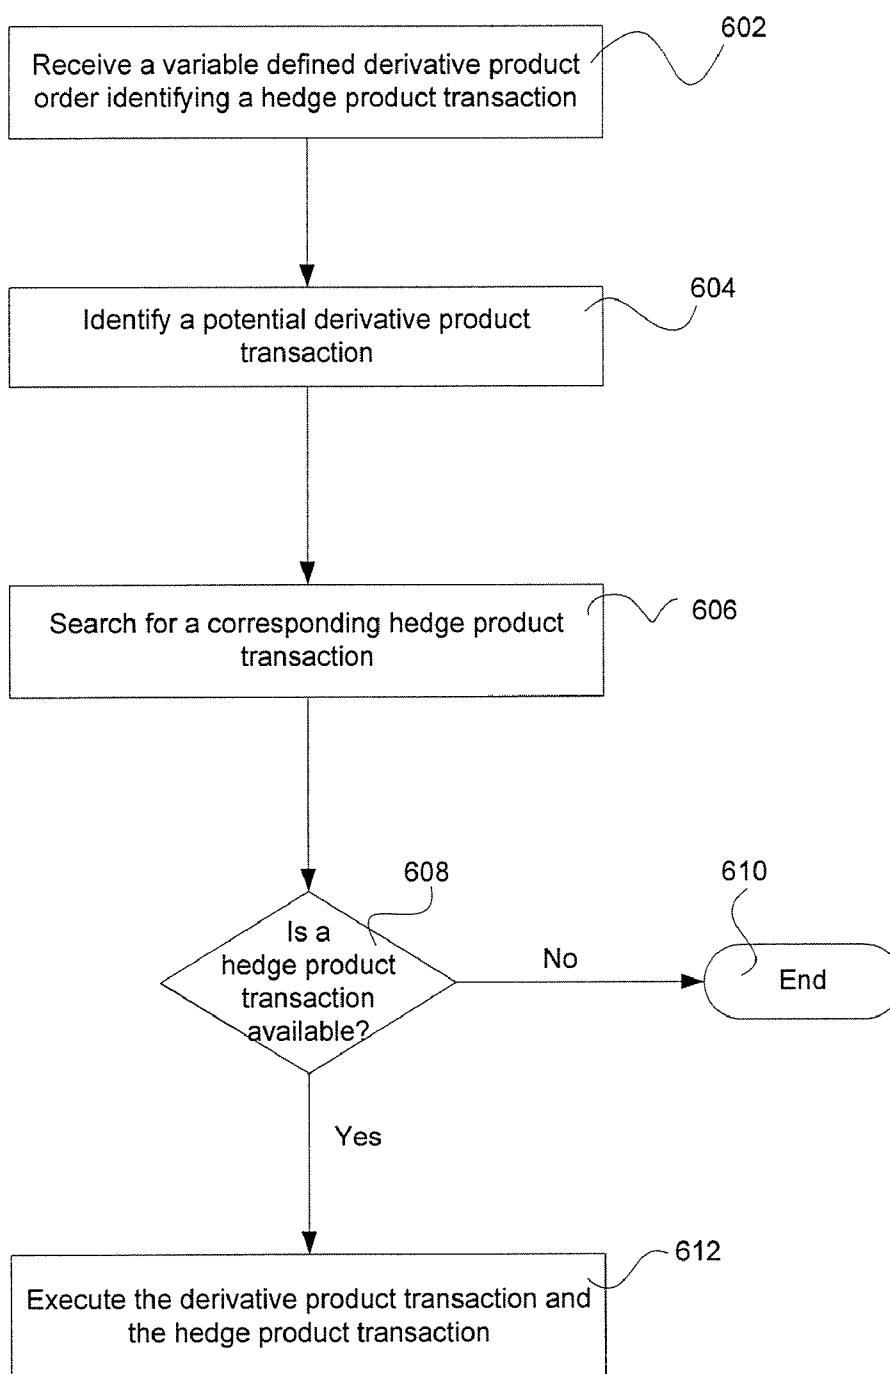 602
Receive a variable defined derivative product
order identifying a hedge product transaction
604
Identify a potential derivative product
transaction
606
Search for a corresponding hedge product
transaction
608
610
Is a
hedge product
transaction
available?
No
End
Yes
612
Execute the derivative product transaction and
the hedge product transaction